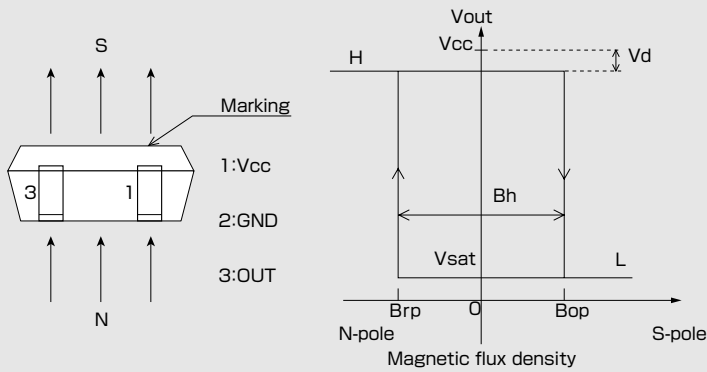 S
Marking
3
1
1:Vcc
2:GND
3:OUT
N
Vout
Vcc
Vd
H
Bh
Vsat
L
Brp
0
Bop
N-pole
S-pole
Magnetic flux density